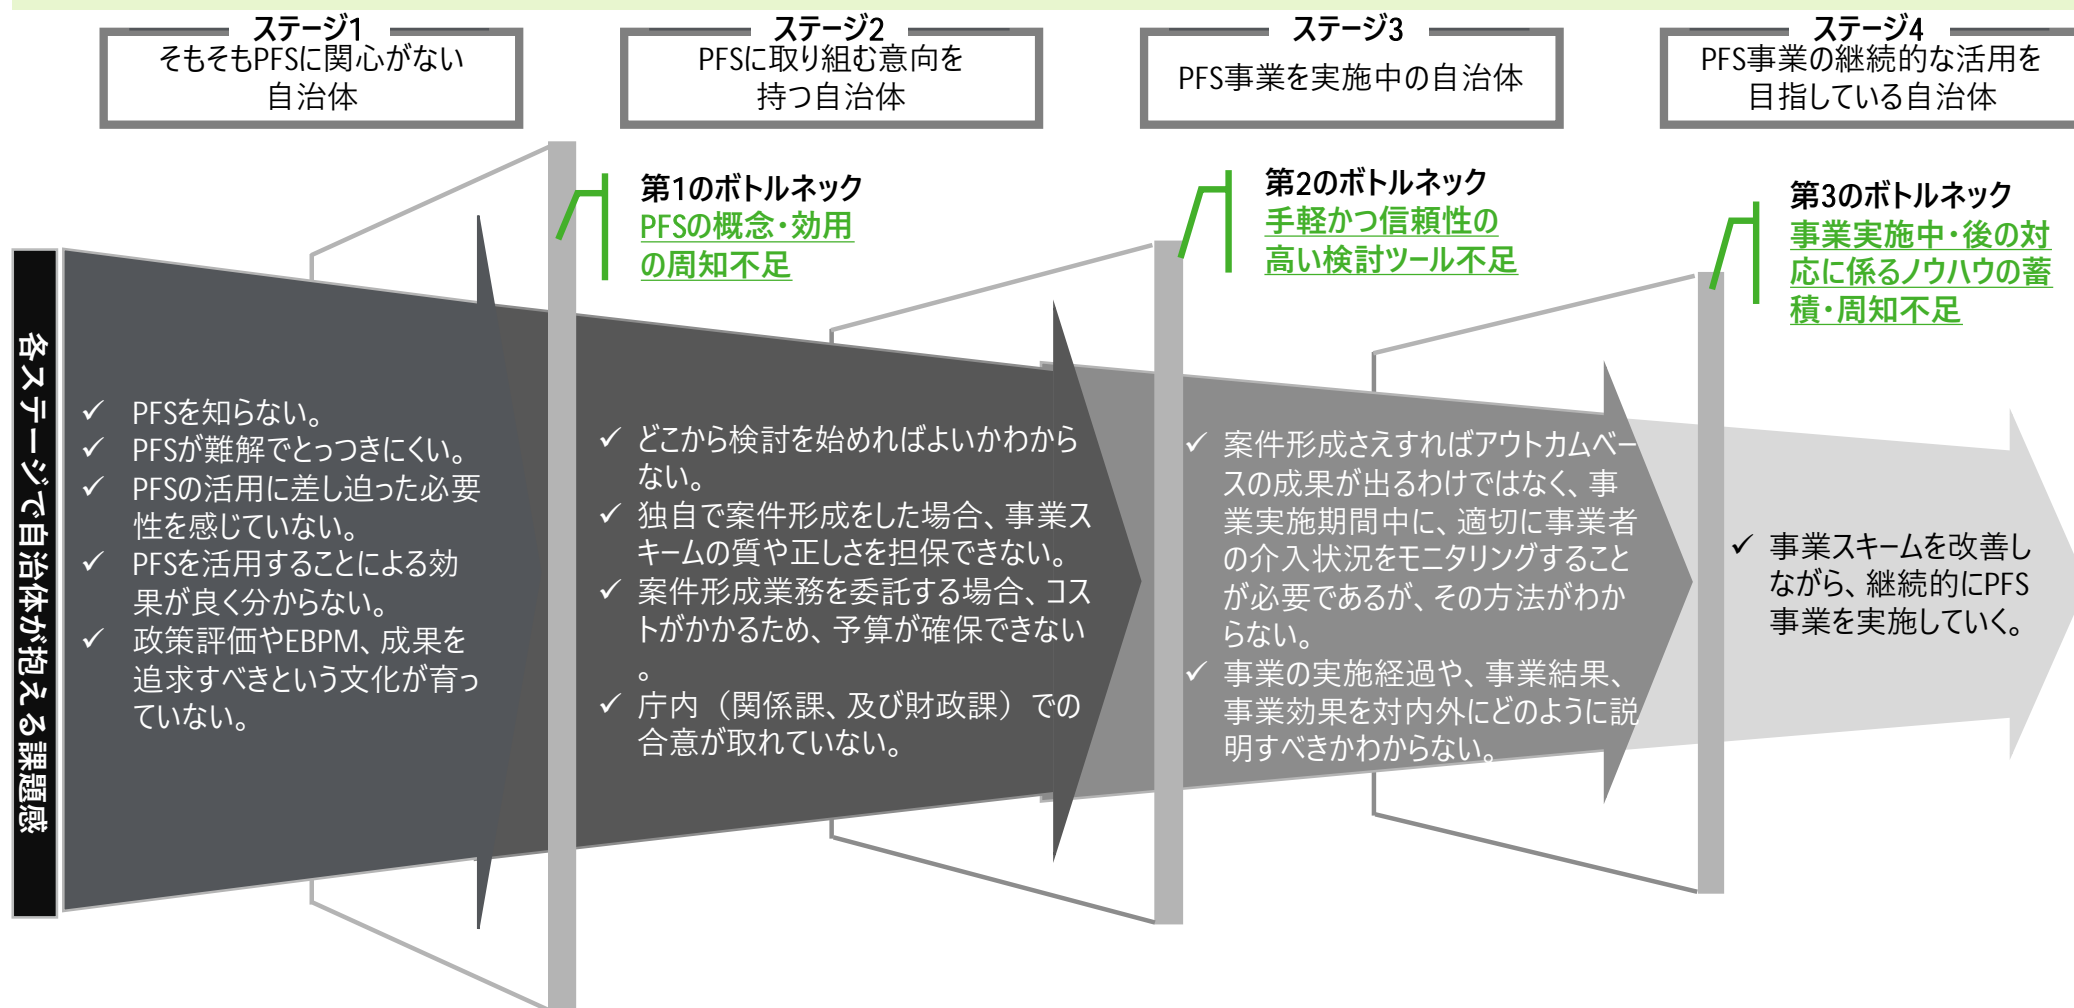 ステージ1
そもそもPFSに関心がない
自治体
ステージ2
PFSに取り組む意向を
持つ自治体
ステージ3
PFS事業を実施中の自治体
ステージ4
PFS事業の継続的な活用を
目指している自治体
第1のボトルネック
PFSの概念・効用
の周知不足
第2のボトルネック
手軽かつ信頼性の
高い検討ツール不足
第3のボトルネック
事業実施中・後の対
応に係るノウハウの蓄
積・周知不足
各ステージで自治体が抱える課題感
✓ PFSを知らない。
✓ PFSが難解でとっつきにくい。
✓ PFSの活用に差し迫った必要
性を感じていない。
✓ PFSを活用することによる効
果が良く分からない。
✓ 政策評価やEBPM、成果を
追求すべきという文化が育っ
ていない。
✓ どこから検討を始めればよいかわから
ない。
✓ 独自で案件形成をした場合、事業ス
キームの質や正しさを担保できない。
✓ 案件形成業務を委託する場合、コス
トがかかるため、予算が確保できない
。
✓ 庁内（関係課、及び財政課）での
合意が取れていない。
✓ 案件形成さえすればアウトカムベー
スの成果が出るわけではなく、事
業実施期間中に、適切に事業者
の介入状況をモニタリングすること
が必要であるが、その方法がわか
らない。
✓ 事業の実施経過や、事業結果、
事業効果を対内外にどのように説
明すべきかわからない。
✓ 事業スキームを改善し
ながら、継続的にPFS
事業を実施していく。